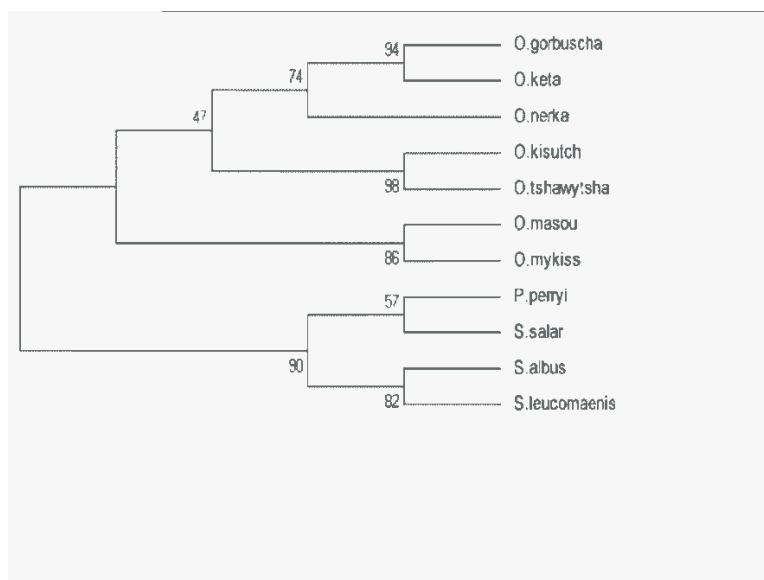 94
O.gorbuscha
O.keta
74
O.nerka
47
O.kisutch
98
O.tshawytsha
O.masou
86
O.mykiss
57
P.perryi
S.salar
90
S.albus
82
S.leucomaenis